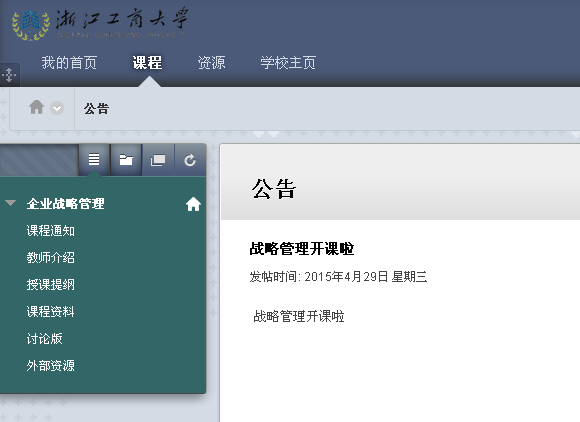 浙江工商大学
我的首页 课程 资源 学校主页
公告
企业战略管理
课程通知
教师介绍
授课提纲
课程资料
讨论版
外部资源
公告
战略管理开课啦
发帖时间: 2015年4月29日 星期三
战略管理开课啦